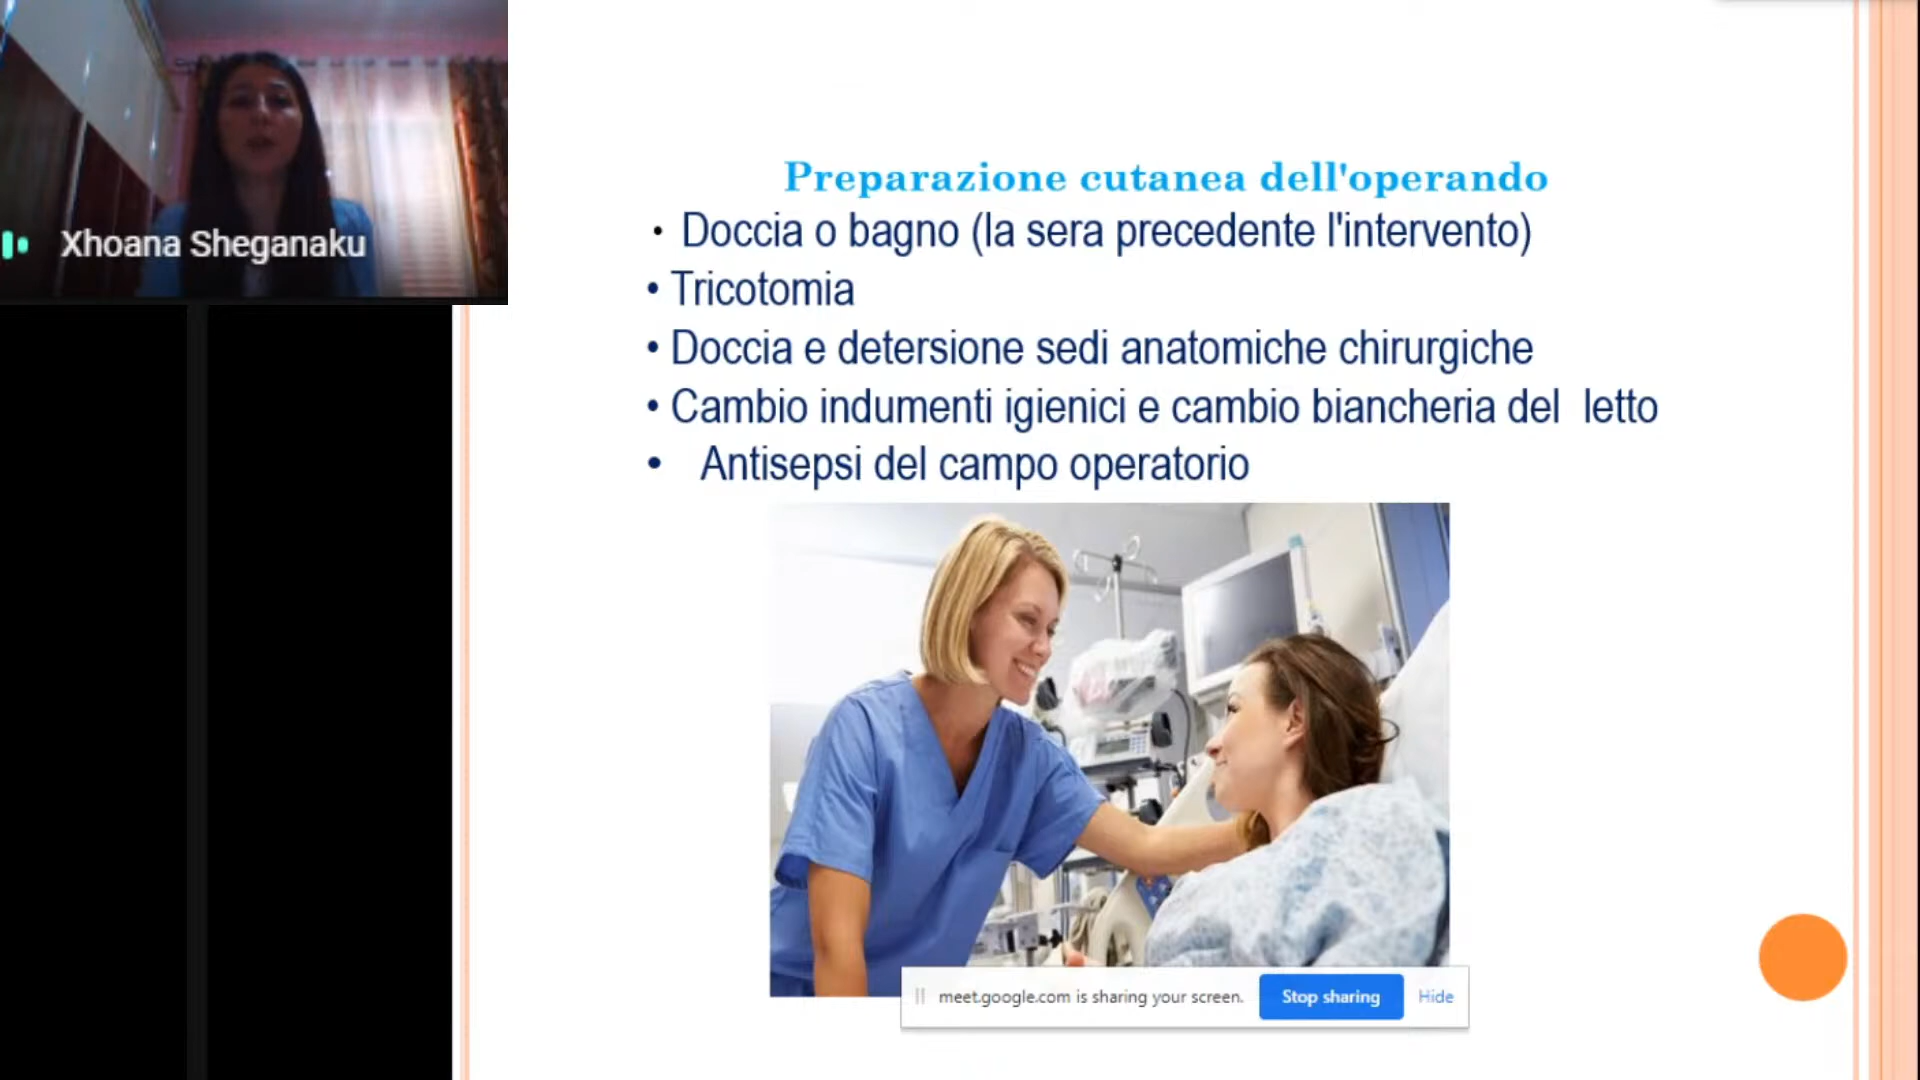 Xhoana Sheganaku
Preparazione cutanea dell'operando
• Doccia o bagno (la sera precedente l'intervento)
• Tricotomia
• Doccia e detersione sedi anatomiche chirurgiche
• Cambio indumenti igienici e cambio biancheria del letto
• Antisepsi del campo operatorio
meet.google.com is sharing your screen. Stop sharing Hide